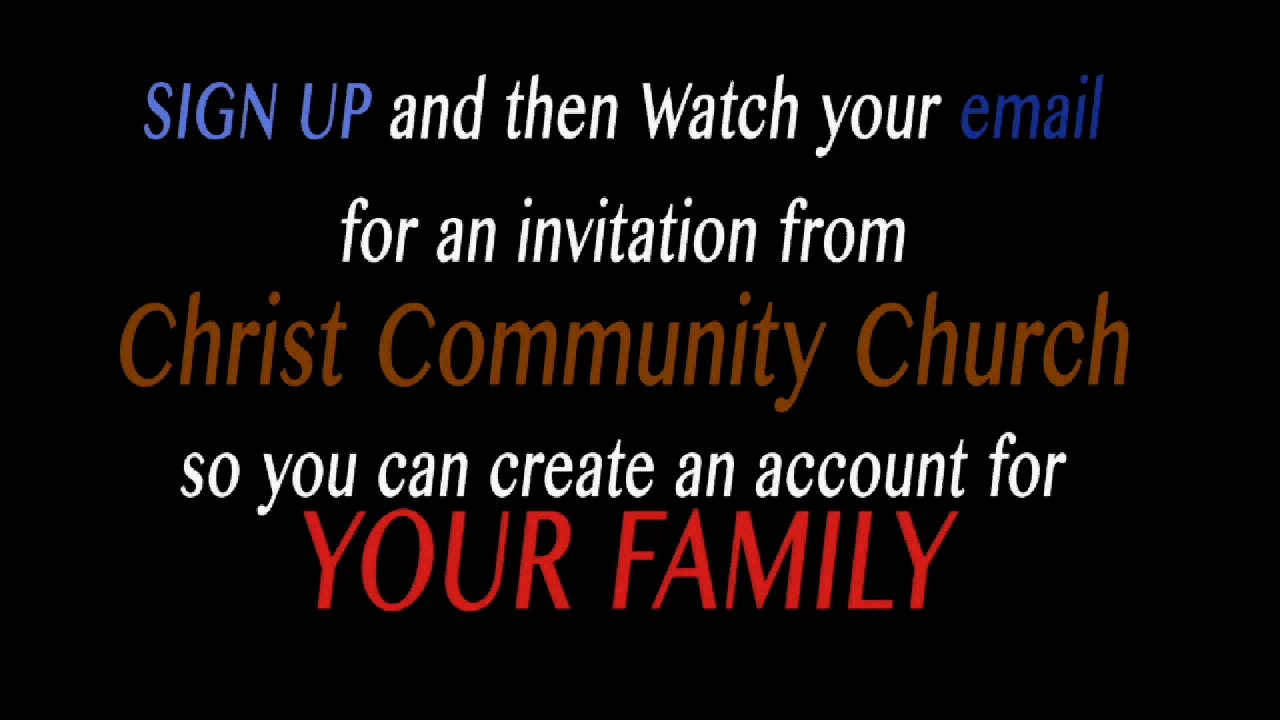 SIGN UP and then Watch your email
for an invitation from
Christ Community Church
so you can create an account for
YOUR FAMILY